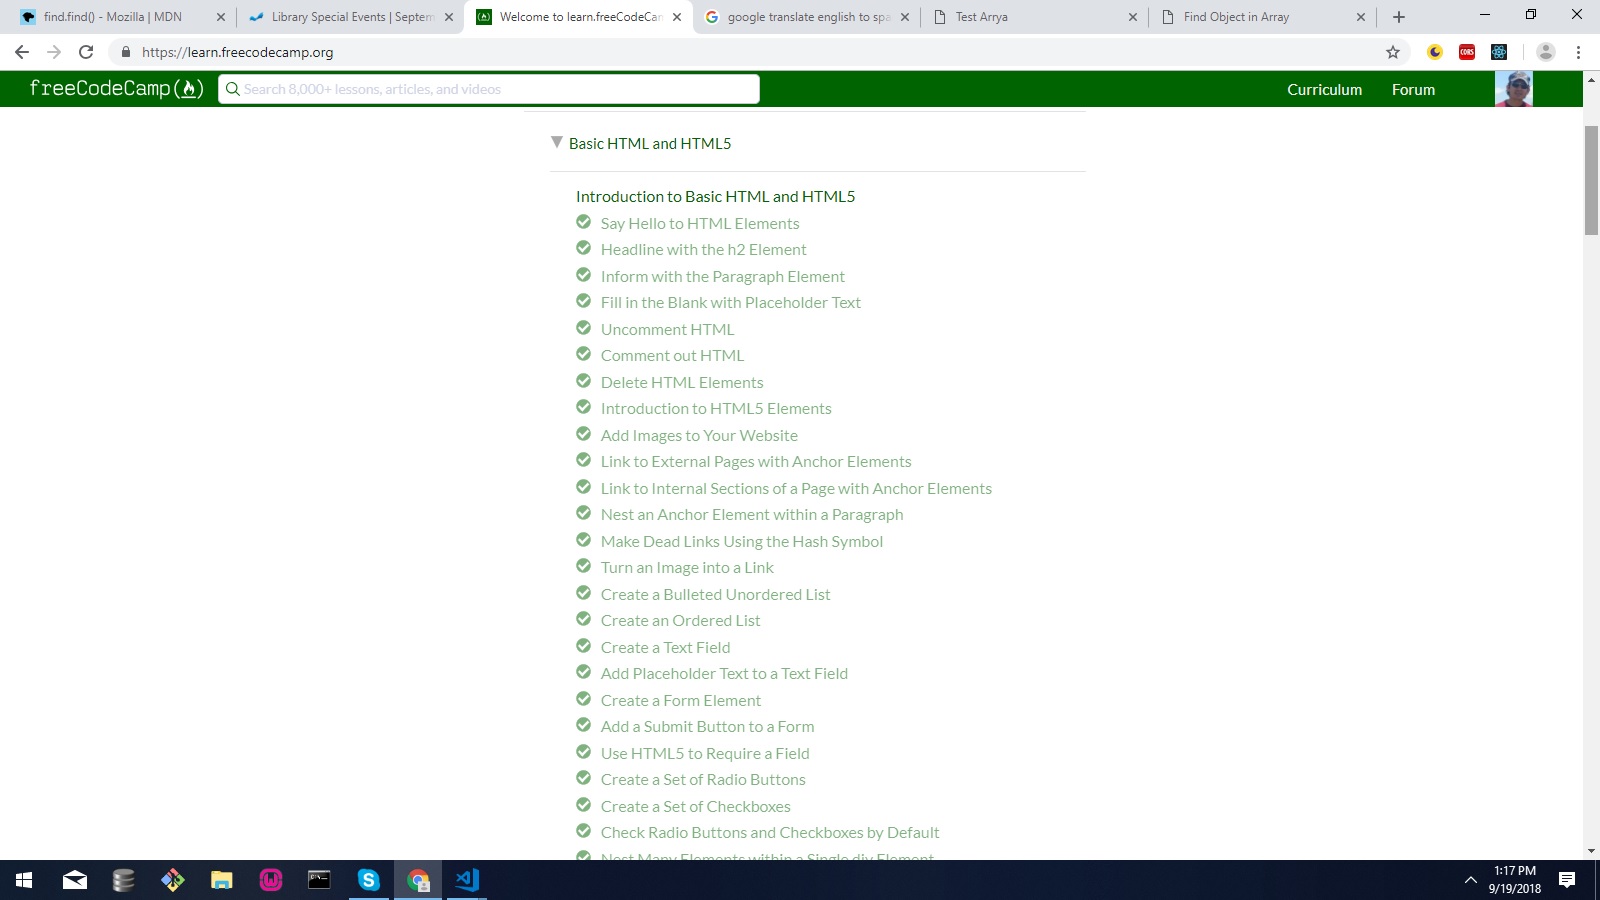 find.find() - Mozilla | MDN
Library Special Events | Septem
Welcome to learn.freeCodeCam
google translate english to spa
Test Arrya
Find Object in Array
https://learn.freecodecamp.org
CORS
freeCodeCamp
Search 8,000+ lessons, articles, and videos
Curriculum
Forum
Basic HTML and HTML5
Introduction to Basic HTML and HTML5
Say Hello to HTML Elements
Headline with the h2 Element
Inform with the Paragraph Element
Fill in the Blank with Placeholder Text
Uncomment HTML
Comment out HTML
Delete HTML Elements
Introduction to HTML5 Elements
Add Images to Your Website
Link to External Pages with Anchor Elements
Link to Internal Sections of a Page with Anchor Elements
Nest an Anchor Element within a Paragraph
Make Dead Links Using the Hash Symbol
Turn an Image into a Link
Create a Bulleted Unordered List
Create an Ordered List
Create a Text Field
Add Placeholder Text to a Text Field
Create a Form Element
Add a Submit Button to a Form
Use HTML5 to Require a Field
Create a Set of Radio Buttons
Create a Set of Checkboxes
Check Radio Buttons and Checkboxes by Default
Nest Many Elements within a Single div Element
1:17 PM
9/19/2018